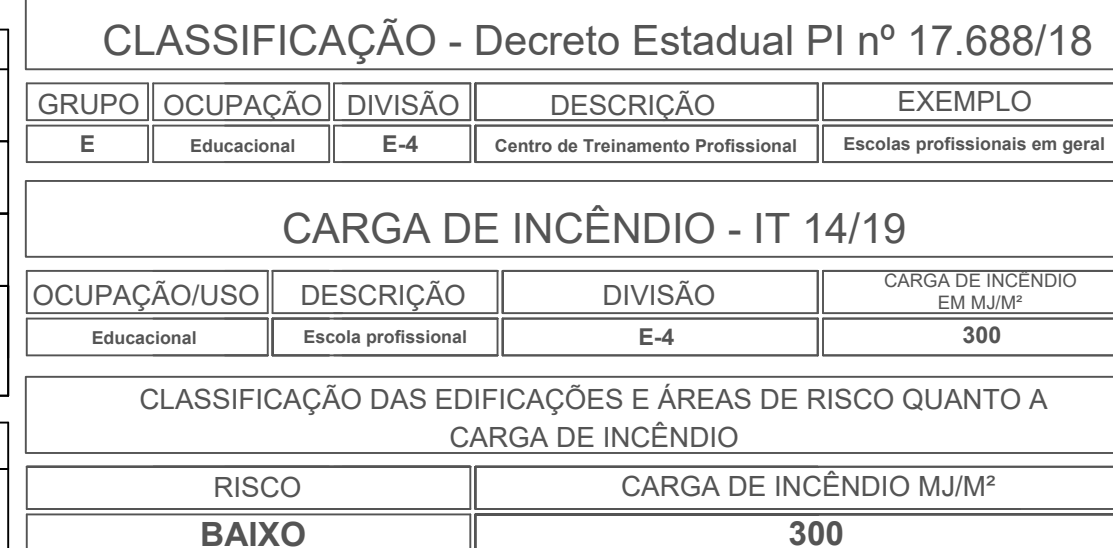 CLASSIFICAÇÃO - Decreto Estadual PI nº 17.688/18
GRUPO OCUPAÇÃO DIVISÃO DESCRIÇÃO EXEMPLO
E Educacional E-4 Centro de Treinamento Profissional Escolas profissionais em geral
CARGA DE INCÊNDIO - IT 14/19
OCUPAÇÃO/USO DESCRIÇÃO DIVISÃO CARGA DE INCÊNDIO
EM MJ/M²
Educacional Escola profissional E-4 300
CLASSIFICAÇÃO DAS EDIFICAÇÕES E ÁREAS DE RISCO QUANTO A
CARGA DE INCÊNDIO
RISCO CARGA DE INCÊNDIO MJ/M²
BAIXO 300